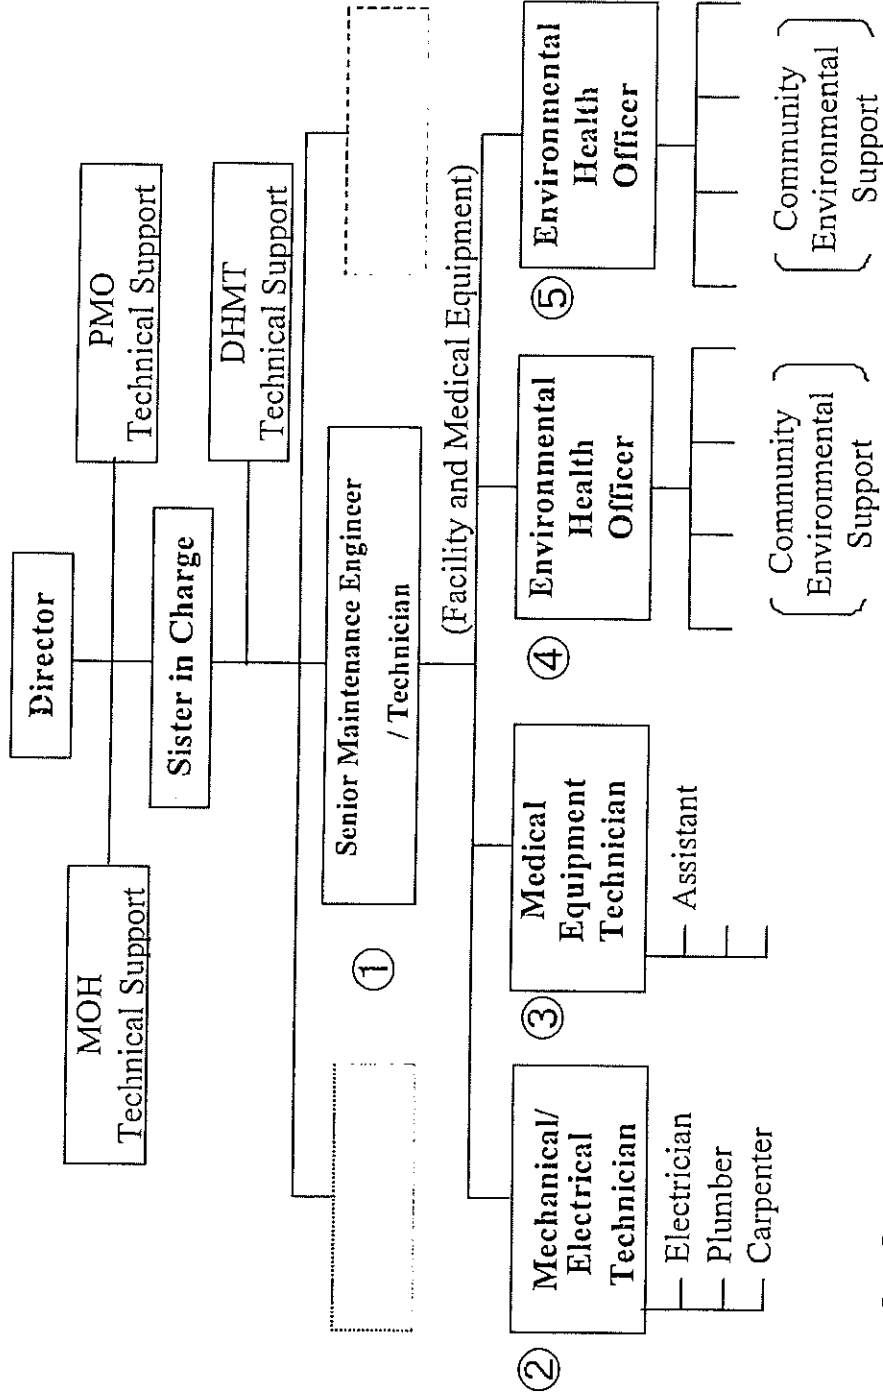 Director
MOH
Technical Support
PMO
Technical Support
Sister in Charge
DHMT
Technical Support
①
Senior Maintenance Engineer
/ Technician
(Facility and Medical Equipment)
②
Mechanical/
Electrical
Technician
Electrician
Plumber
Carpenter
③
Medical
Equipment
Technician
Assistant
④
Environmental
Health
Officer
Community
Environmental
Support
⑤
Environmental
Health
Officer
Community
Environmental
Support